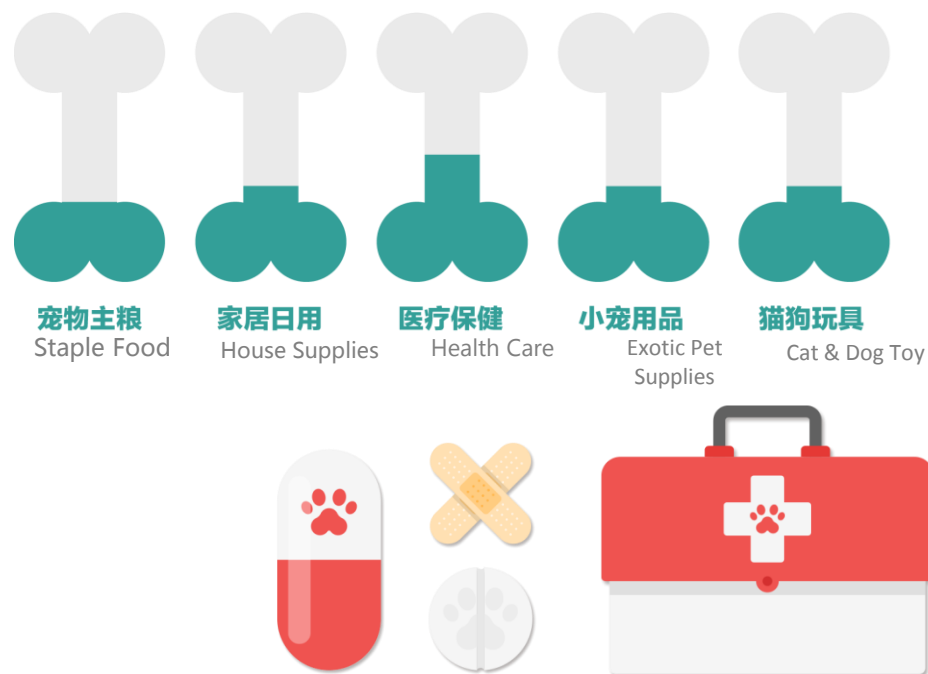 宠物主粮
家居日用
医疗保健
小宠用品
猫狗玩具
Staple Food
House Supplies
Health Care
Exotic Pet
Supplies
Cat & Dog Toy